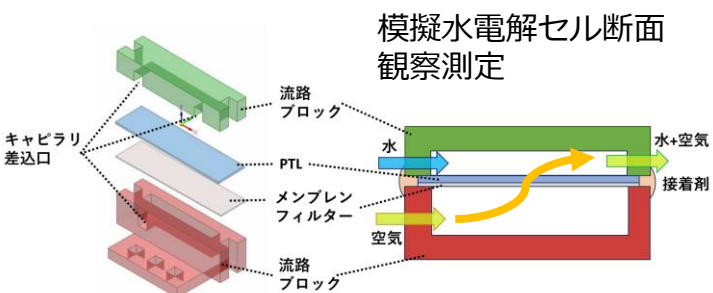 模擬水電解セル断面
観察測定
流路
ブロック
キャピラリ
差込口
PTL
メンブレン
フィルター
流路
ブロック
水
水+空気
接着剤
空気